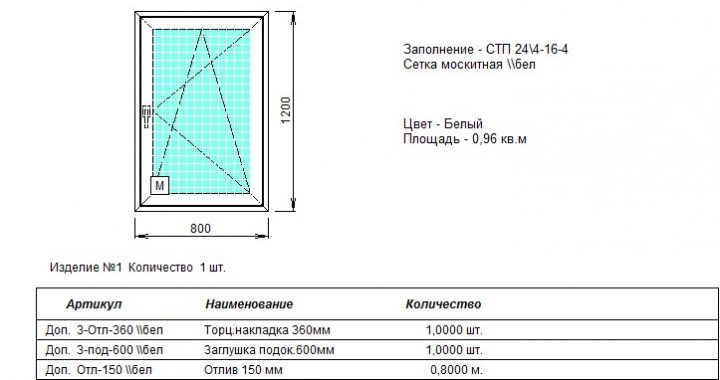 Заполнение - СТП 24\4-16-4
Сетка москитная \\бел
1200
Цвет - Белый
Площадь - 0,96 кв.м
М
800
Изделие №1 Количество 1 шт.
Артикул Наименование Количество
Доп. З-Отл-360 \\бел Торц.накладка 360мм 1,0000 шт.
Доп. З-под-600 \\бел Заглушка подок.600мм 1,0000 шт.
Доп. Отл-150 \\бел Отлив 150 мм 0,8000 м.